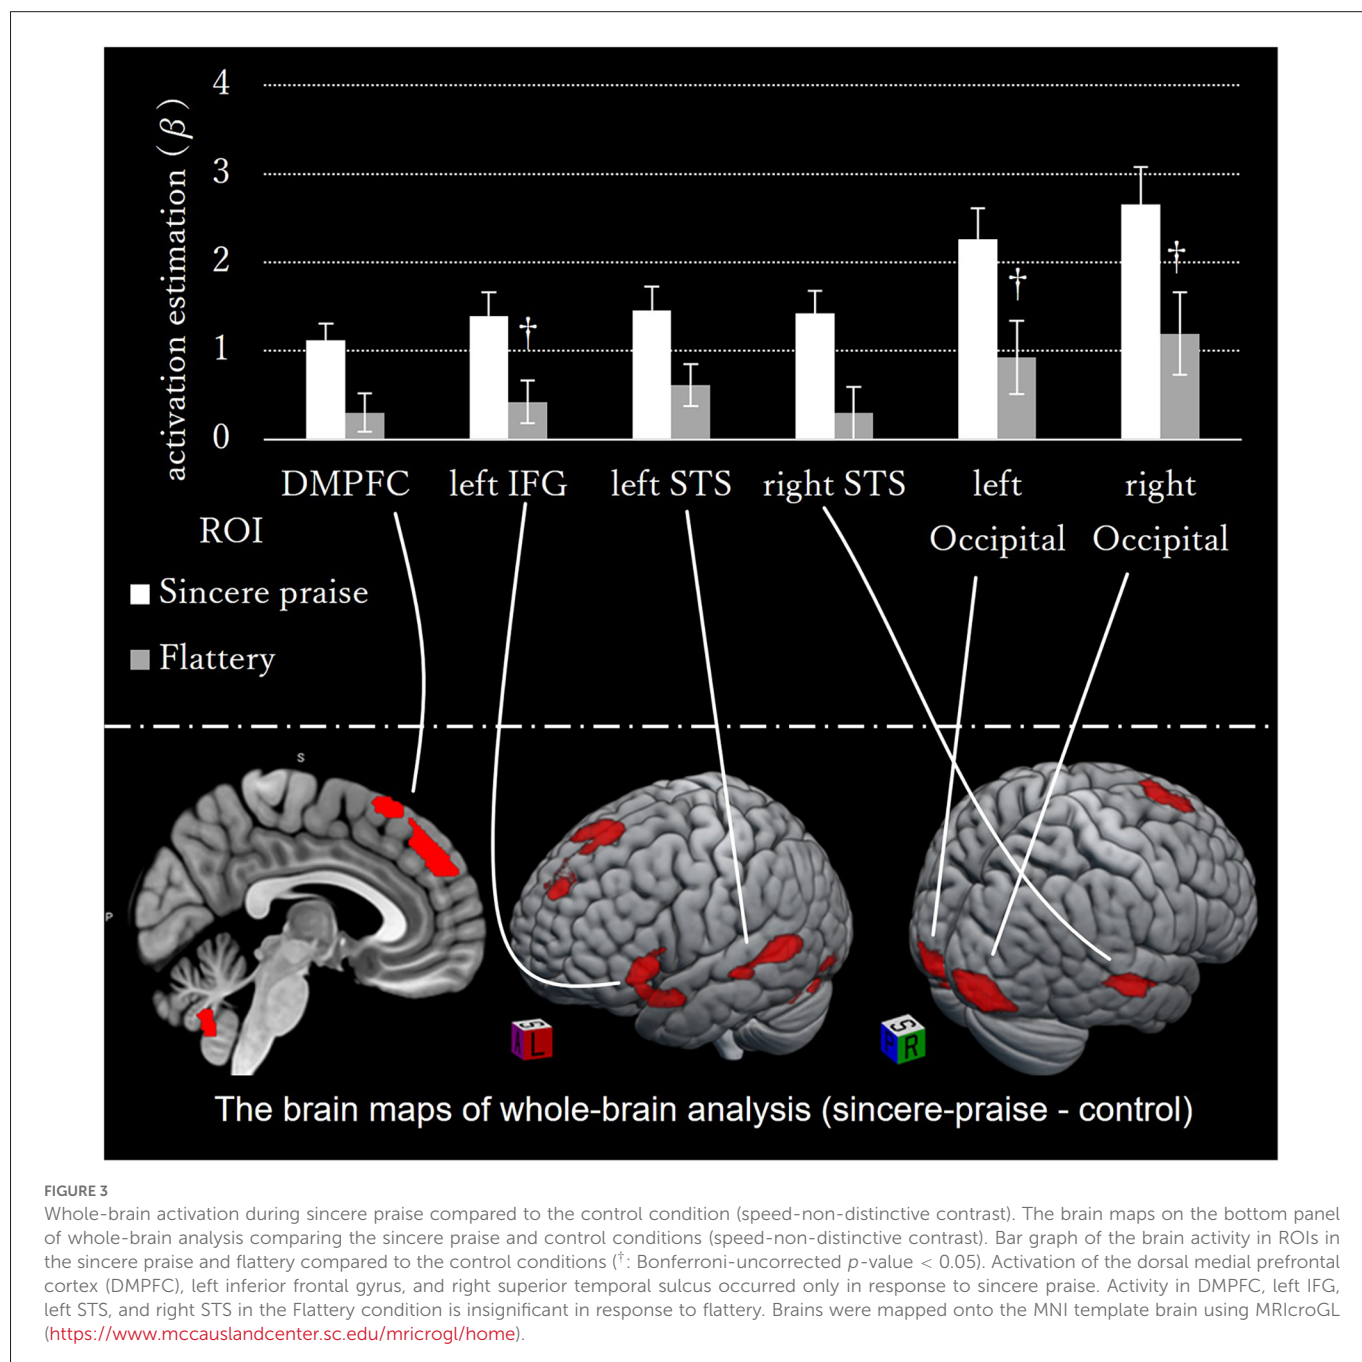 4
3
2
1
0
activation estimation (β)
DMPFC left IFG left STS right STS left right
Occipital Occipital
ROI
Sincere praise
Flattery
S
P
S
A L
S
P R
The brain maps of whole-brain analysis (sincere-praise - control)
† † †
FIGURE 3
Whole-brain activation during sincere praise compared to the control condition (speed-non-distinctive contrast). The brain maps on the bottom panel
of whole-brain analysis comparing the sincere praise and control conditions (speed-non-distinctive contrast). Bar graph of the brain activity in ROIs in
the sincere praise and flattery compared to the control conditions (†: Bonferroni-uncorrected p-value < 0.05). Activation of the dorsal medial prefrontal
cortex (DMPFC), left inferior frontal gyrus, and right superior temporal sulcus occurred only in response to sincere praise. Activity in DMPFC, left IFG,
left STS, and right STS in the Flattery condition is insignificant in response to flattery. Brains were mapped onto the MNI template brain using MRIcroGL
(https://www.mccauslandcenter.sc.edu/mricrogl/home).